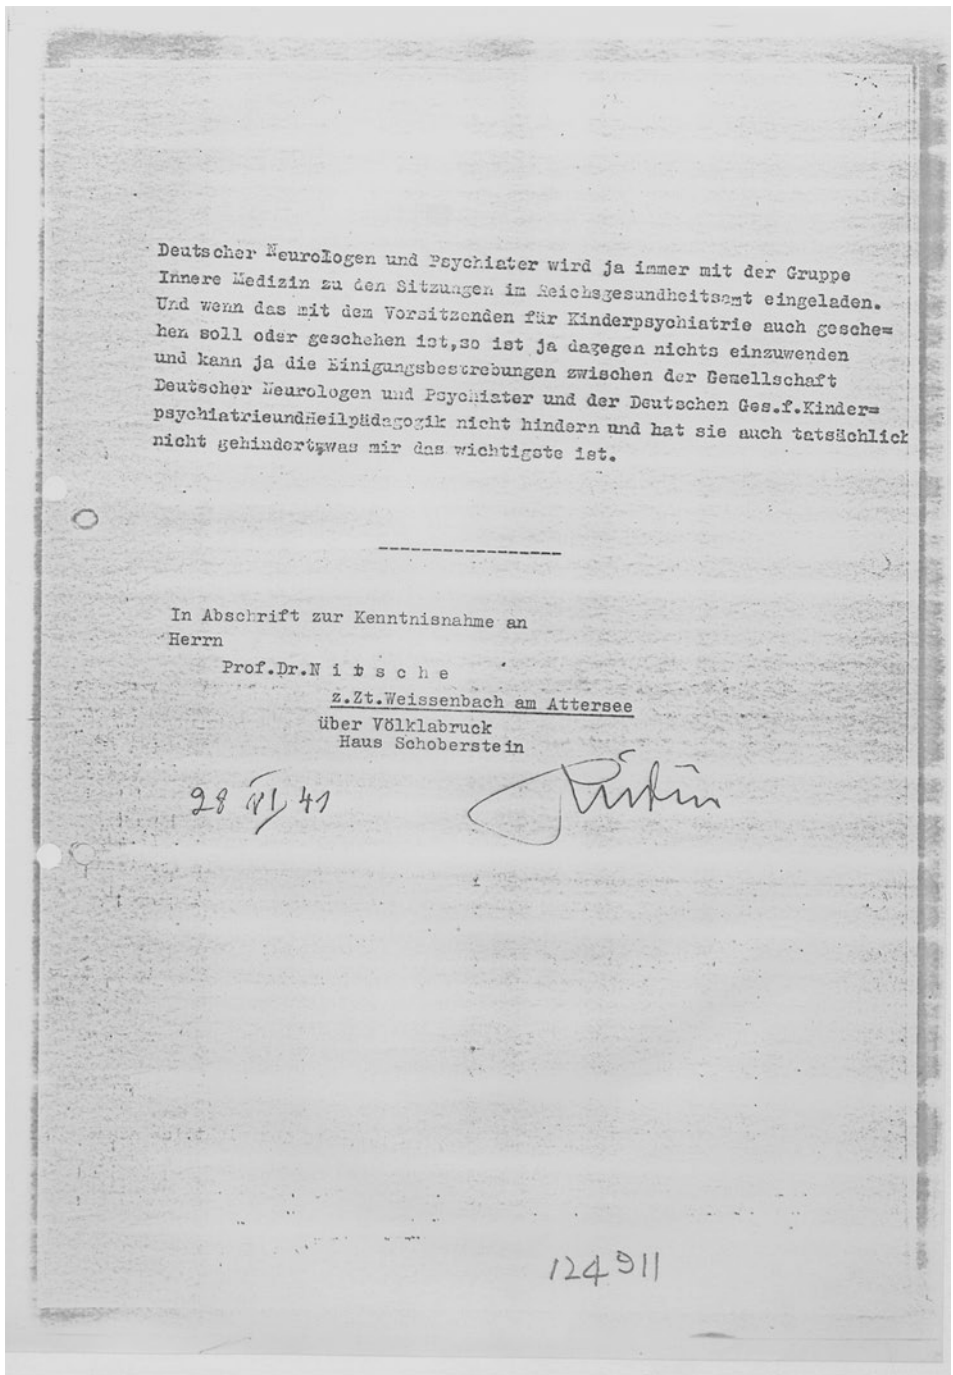 Deutscher Neurologen und Psychiater wird ja immer mit der Gruppe
Innere Medizin zu den Sitzungen im Reichsgesundheitsamt eingeladen.
Und wenn das mit dem Vorsitzenden für Kinderpsychiatrie auch gesche=
hen soll oder geschehen ist,so ist ja dagegen nichts einzuwenden
und kann ja die Einigungsbestrebungen zwischen der Gesellschaft
Deutscher Neurologen und Psychiater und der Deutschen Ges.f.Kinder=
psychiatrieundHeilpädagogik nicht hindern und hat sie auch tatsächlich
nicht gehindert,was mir das wichtigste ist.
-----------------
In Abschrift zur Kenntnisnahme an
Herrn
Prof.Dr.N i t s c h e
z.Zt.Weissenbach am Attersee
über Völklabruck
Haus Schoberstein
28 VI 41 Rüdin
124911